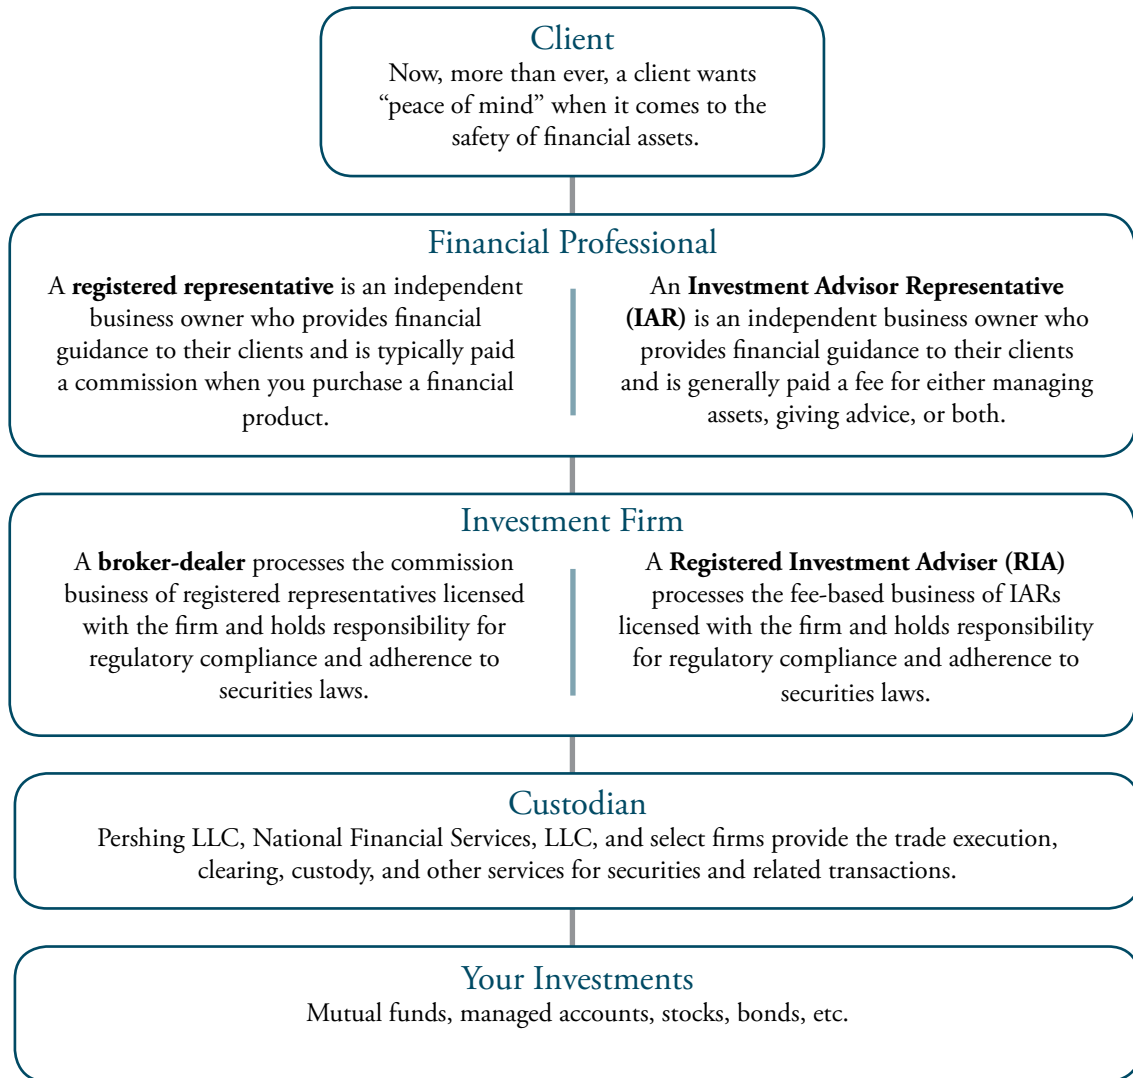 Client
Now, more than ever, a client wants
“peace of mind” when it comes to the
safety of financial assets.
Financial Professional
A registered representative is an independent
business owner who provides financial
guidance to their clients and is typically paid
a commission when you purchase a financial
product.
An Investment Advisor Representative
(IAR) is an independent business owner who
provides financial guidance to their clients
and is generally paid a fee for either managing
assets, giving advice, or both.
Investment Firm
A broker-dealer processes the commission
business of registered representatives licensed
with the firm and holds responsibility for
regulatory compliance and adherence to
securities laws.
A Registered Investment Adviser (RIA)
processes the fee-based business of IARs
licensed with the firm and holds responsibility
for regulatory compliance and adherence to
securities laws.
Custodian
Pershing LLC, National Financial Services, LLC, and select firms provide the trade execution,
clearing, custody, and other services for securities and related transactions.
Your Investments
Mutual funds, managed accounts, stocks, bonds, etc.